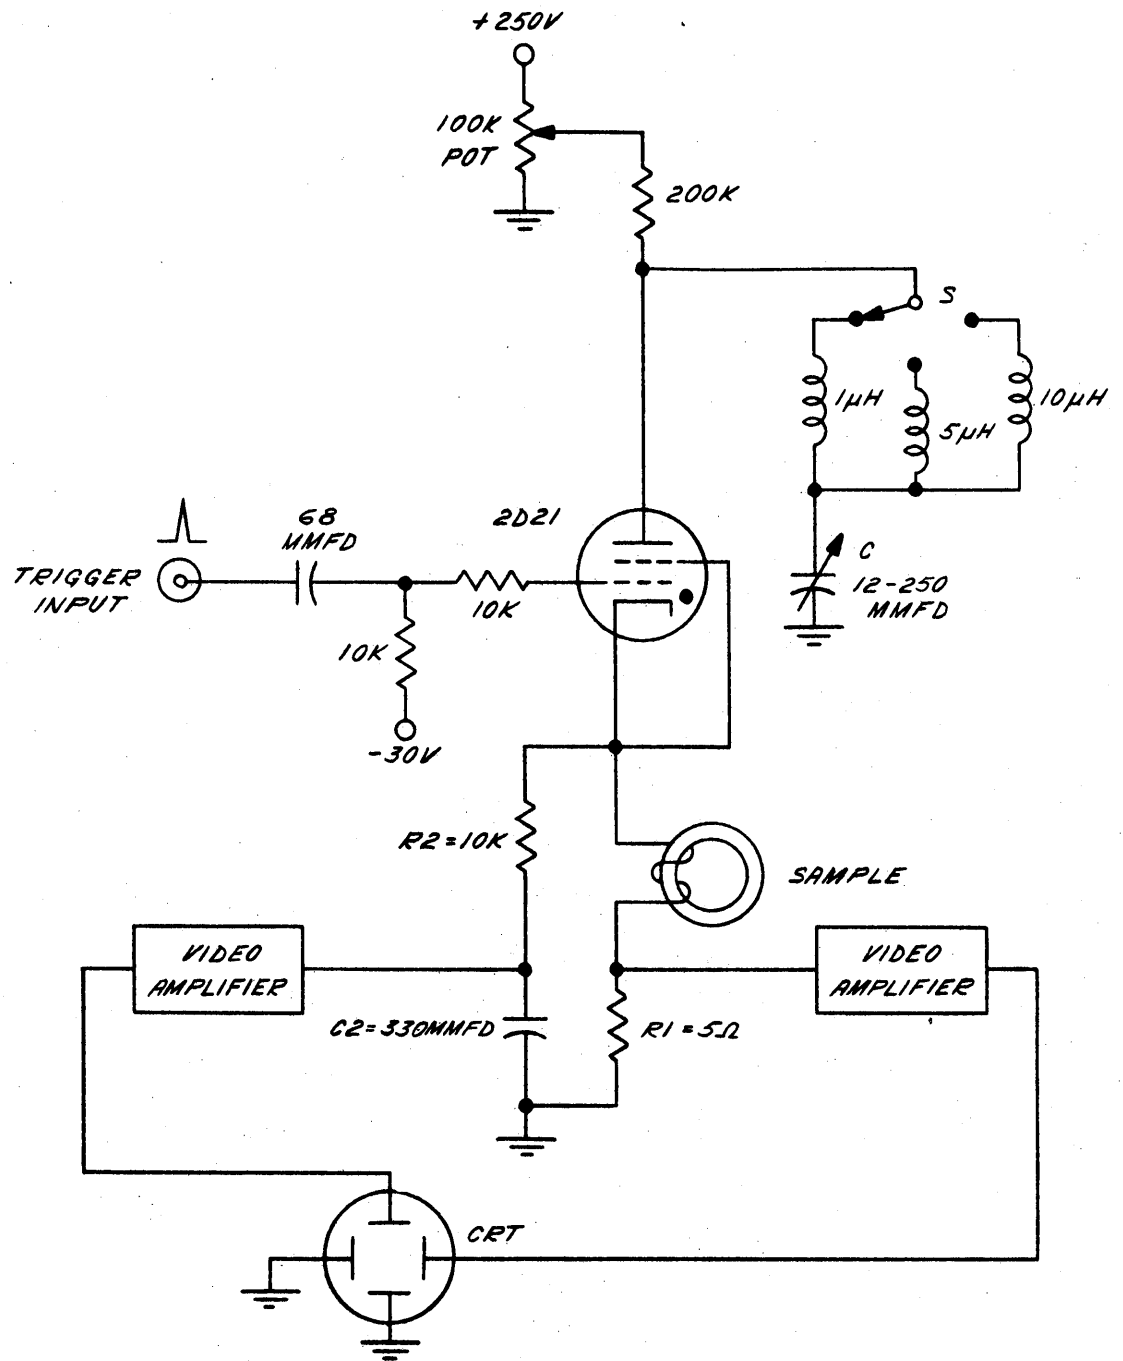 +250V
100K
POT
200K
S
1µH
5µH
10µH
68
MMFD
2D21
C
12-250
MMFD
TRIGGER
INPUT
10K
10K
-30V
R2=10K
SAMPLE
VIDEO
AMPLIFIER
VIDEO
AMPLIFIER
C2=330MMFD
R1=5Ω
CRT